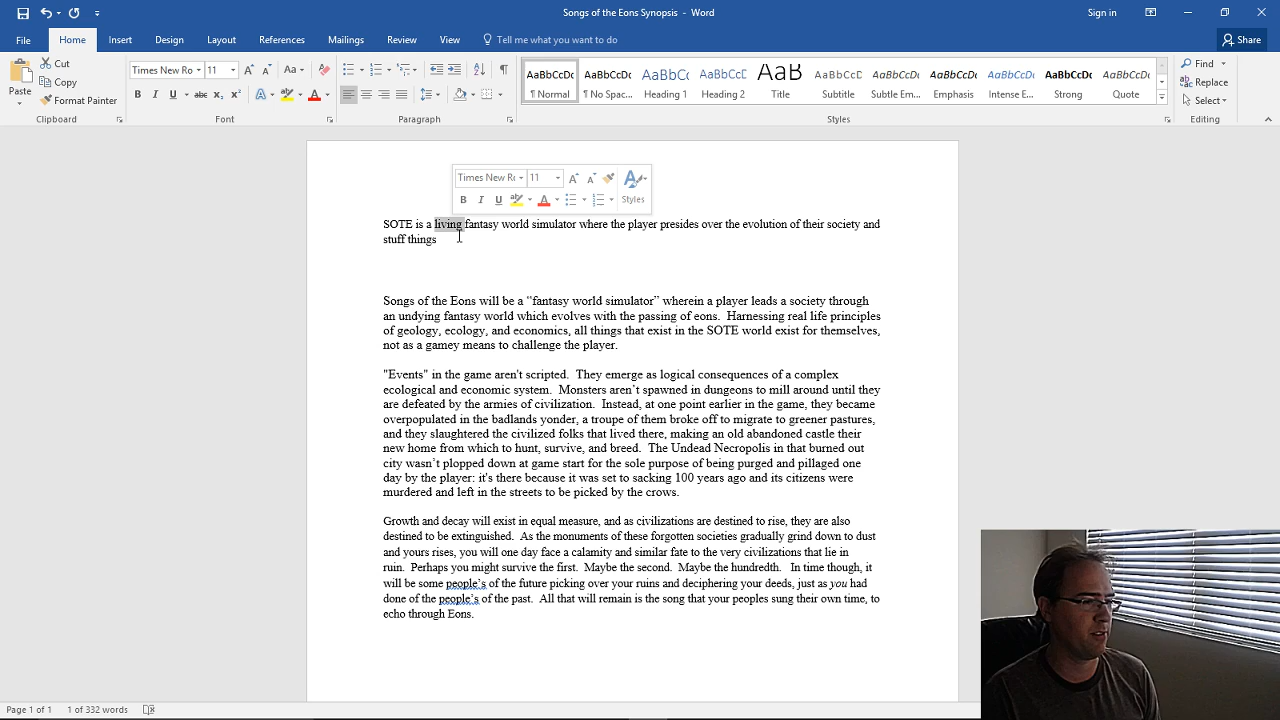 Songs of the Eons Synopsis - Word
Sign in
File Home Insert Design Layout References Mailings Review View Tell me what you want to do
Share
Paste
Cut
Copy
Format Painter
Clipboard
Times New Ro 11
Font
Paragraph
AaBbCcDc AaBbCcDc AaBbCc AaBbCcD AaB AaBbCcD AaBbCcDc AaBbCcDc AaBbCcDc AaBbCcDc AaBbCcDc
¶ Normal ¶ No Spac... Heading 1 Heading 2 Title Subtitle Subtle Em... Emphasis Intense E... Strong Quote
Styles
Find
Replace
Select
Editing
Times New Ro 11
Styles
SOTE is a living fantasy world simulator where the player presides over the evolution of their society and
stuff things
Songs of the Eons will be a “fantasy world simulator” wherein a player leads a society through
an undying fantasy world which evolves with the passing of eons.  Harnessing real life principles
of geology, ecology, and economics, all things that exist in the SOTE world exist for themselves,
not as a gamey means to challenge the player.
"Events" in the game aren't scripted.  They emerge as logical consequences of a complex
ecological and economic system.  Monsters aren’t spawned in dungeons to mill around until they
are defeated by the armies of civilization.  Instead, at one point earlier in the game, they became
overpopulated in the badlands yonder, a troupe of them broke off to migrate to greener pastures,
and they slaughtered the civilized folks that lived there, making an old abandoned castle their
new home from which to hunt, survive, and breed.  The Undead Necropolis in that burned out
city wasn’t plopped down at game start for the sole purpose of being purged and pillaged one
day by the player: it's there because it was set to sacking 100 years ago and its citizens were
murdered and left in the streets to be picked by the crows.
Growth and decay will exist in equal measure, and as civilizations are destined to rise, they are also
destined to be extinguished.  As the monuments of these forgotten societies gradually grind down to dust
and yours rises, you will one day face a calamity and similar fate to the very civilizations that lie in
ruin.  Perhaps you might survive the first.  Maybe the second.  Maybe the hundredth.   In time though, it
will be some people’s of the future picking over your ruins and deciphering your deeds, just as you had
done of the people’s of the past.  All that will remain is the song that your peoples sung their own time, to
echo through Eons.
Page 1 of 1 1 of 332 words